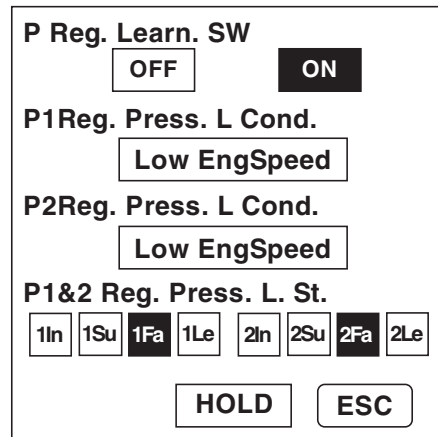 P Reg. Learn. SW
OFF ON
P1Reg. Press. L Cond.
Low EngSpeed
P2Reg. Press. L Cond.
Low EngSpeed
P1&2 Reg. Press. L. St.
1In 1Su 1Fa 1Le 2In 2Su 2Fa 2Le
HOLD ESC